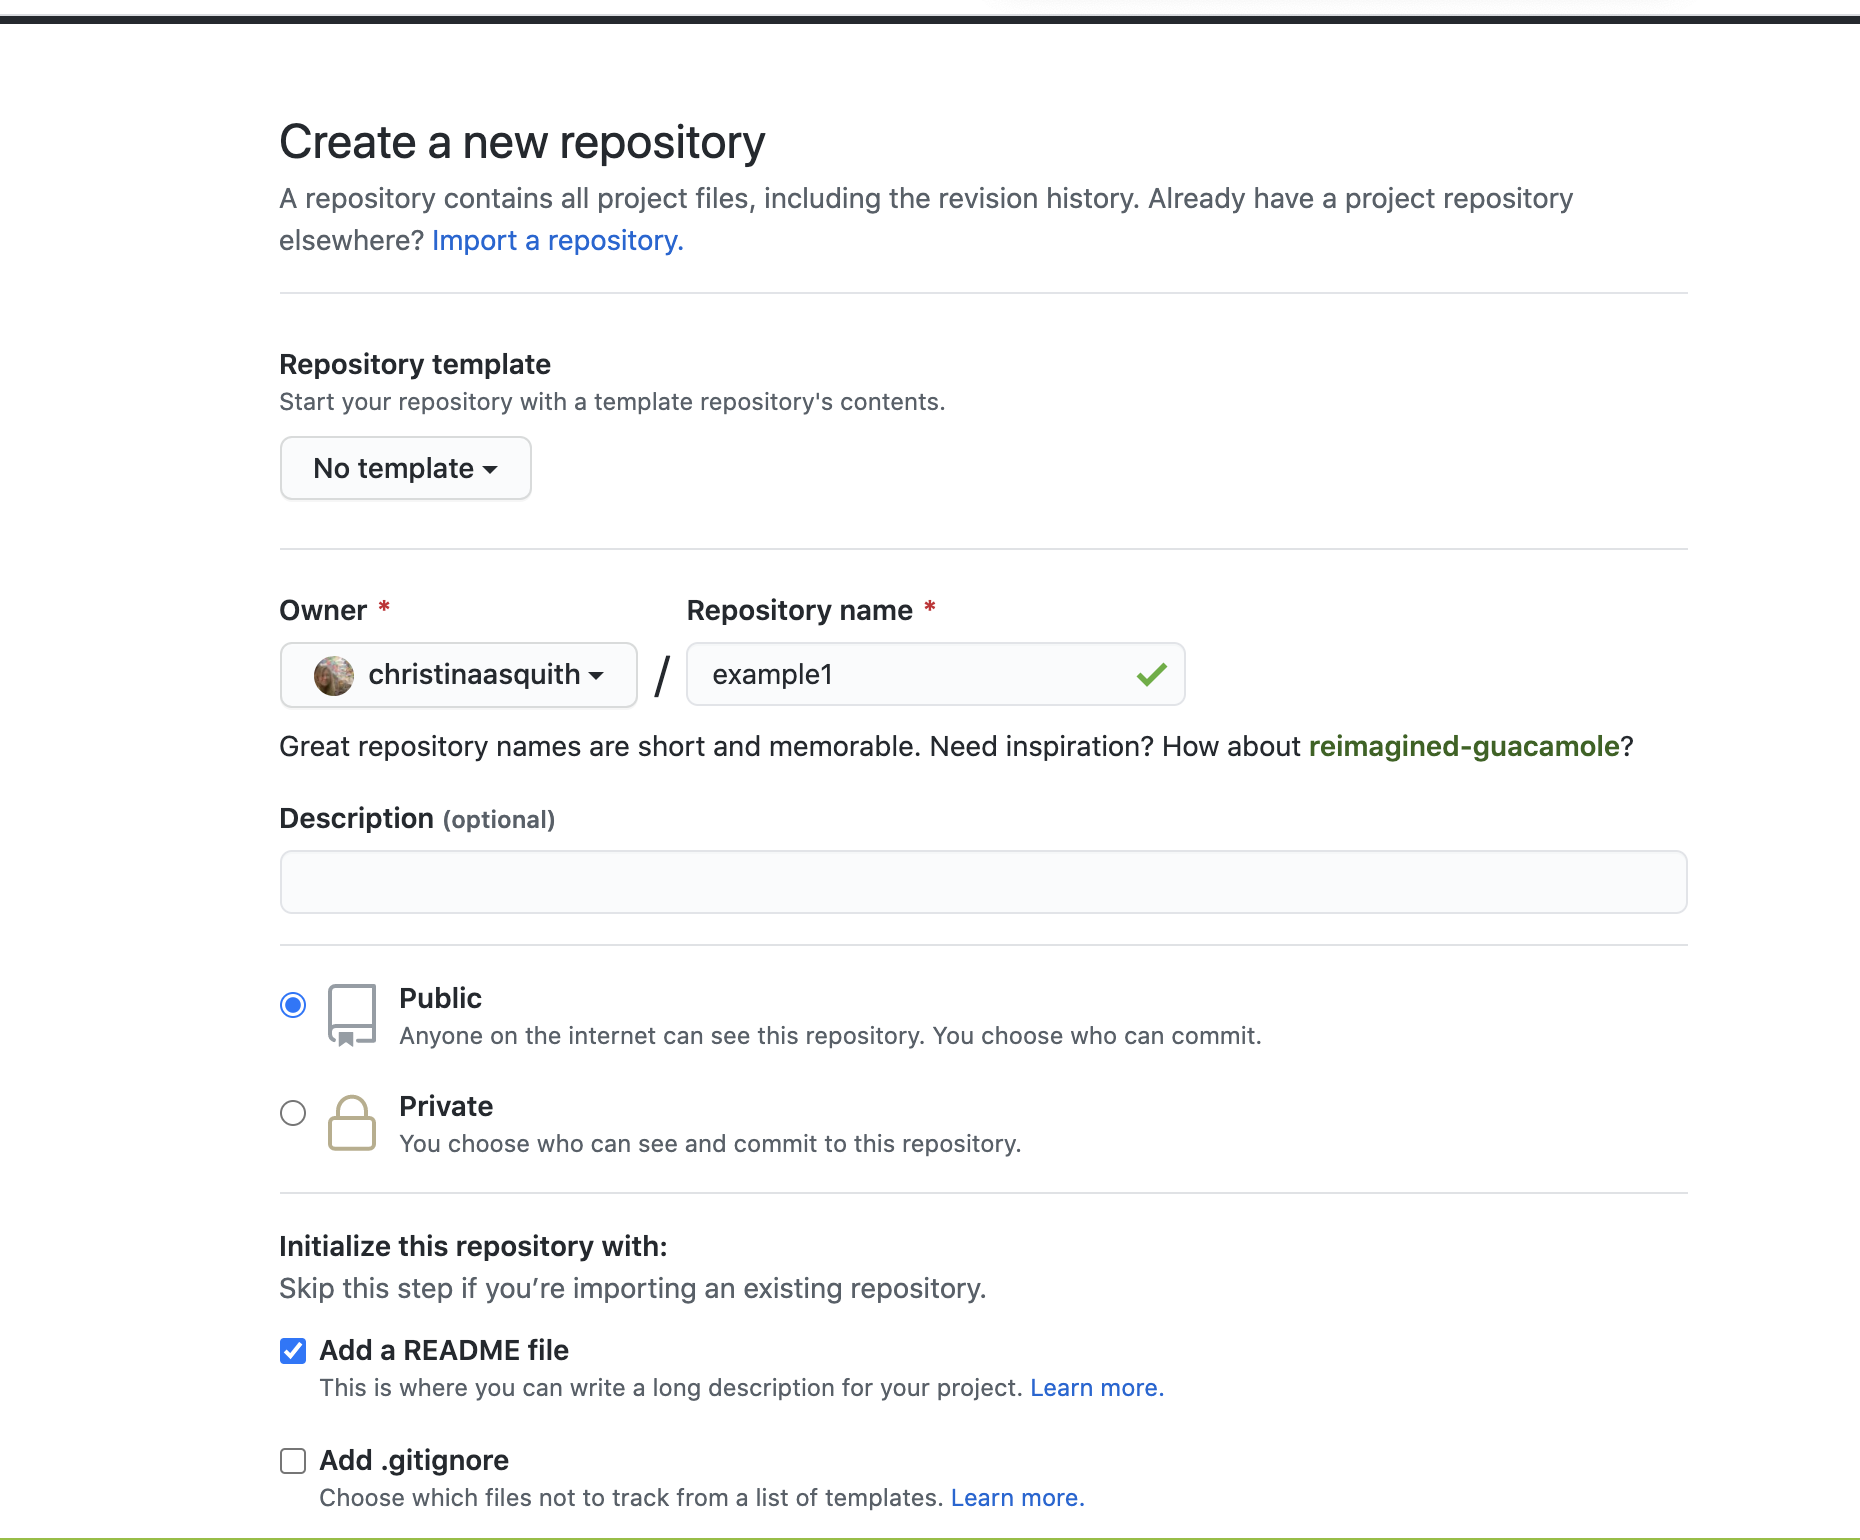 Create a new repository
A repository contains all project files, including the revision history. Already have a project repository
elsewhere? Import a repository.
Repository template
Start your repository with a template repository's contents.
No template
Owner * Repository name *
christinaasquith / example1
Great repository names are short and memorable. Need inspiration? How about reimagined-guacamole?
Description (optional)
Public
Anyone on the internet can see this repository. You choose who can commit.
Private
You choose who can see and commit to this repository.
Initialize this repository with:
Skip this step if you’re importing an existing repository.
Add a README file
This is where you can write a long description for your project. Learn more.
Add .gitignore
Choose which files not to track from a list of templates. Learn more.